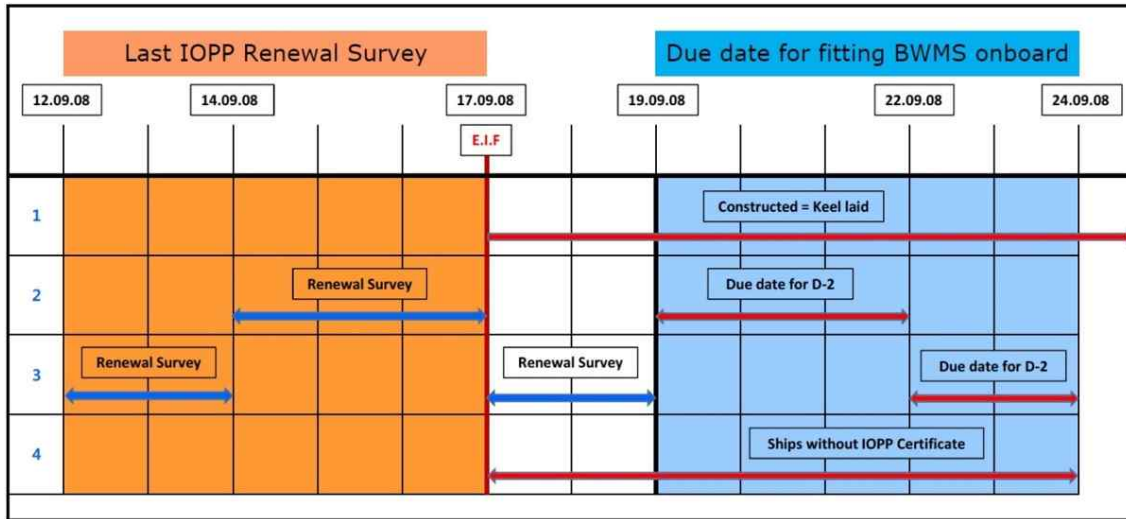 Last IOPP Renewal Survey
Due date for fitting BWMS onboard
12.09.08
14.09.08
17.09.08
19.09.08
22.09.08
24.09.08
E.I.F
1
Constructed = Keel laid
2
Renewal Survey
Due date for D-2
3
Renewal Survey
Renewal Survey
Due date for D-2
4
Ships without IOPP Certificate